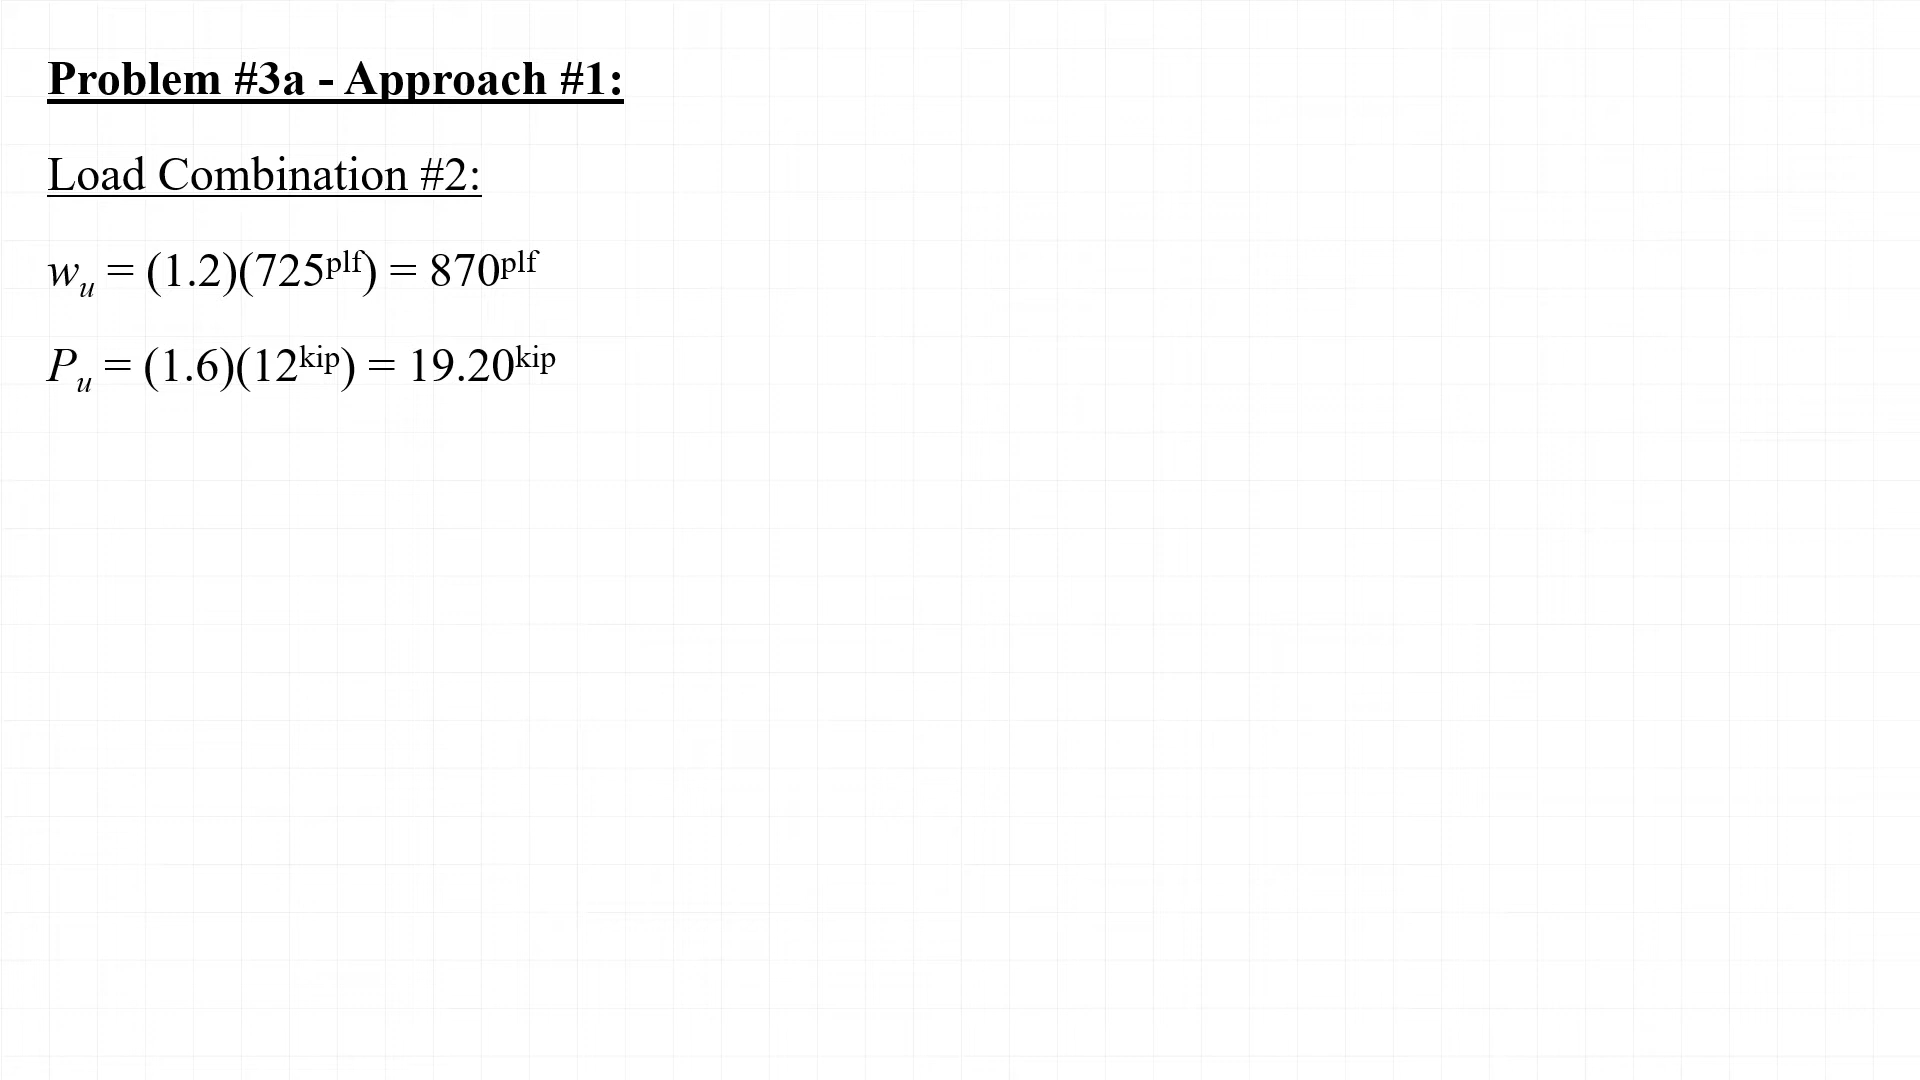 Problem #3a - Approach #1:
Load Combination #2:
w_u = (1.2)(725^plf) = 870^plf
P_u = (1.6)(12^kip) = 19.20^kip